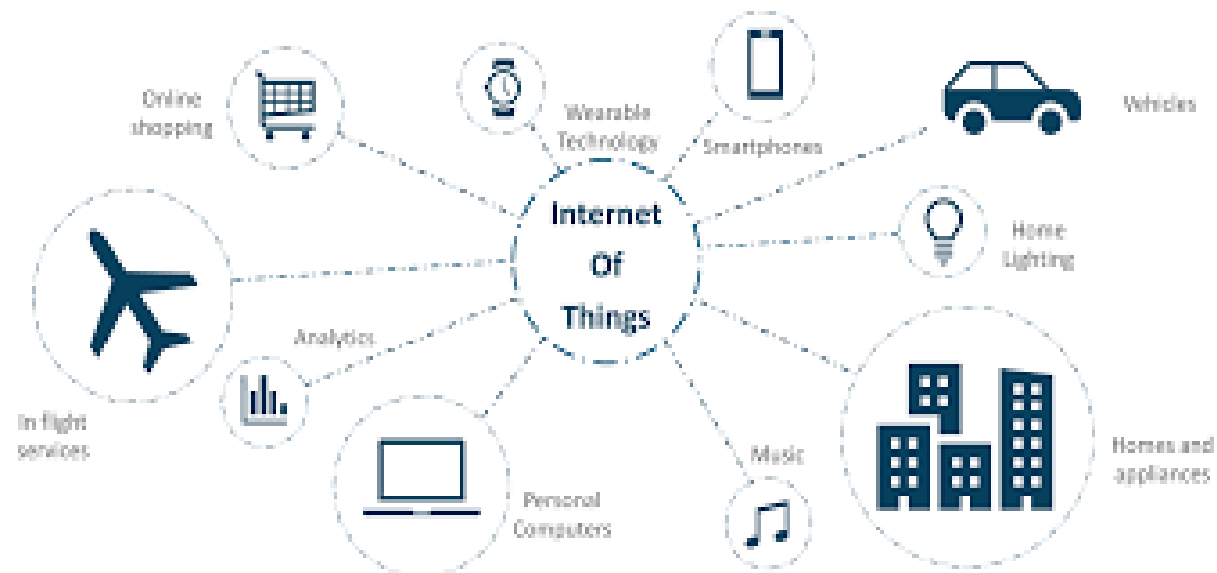 Online
shopping
Wearable
Technology
Smartphones
Vehicles
Internet
Of
Things
Home
Lighting
In flight
services
Analytics
Personal
Computers
Music
Homes and
appliances